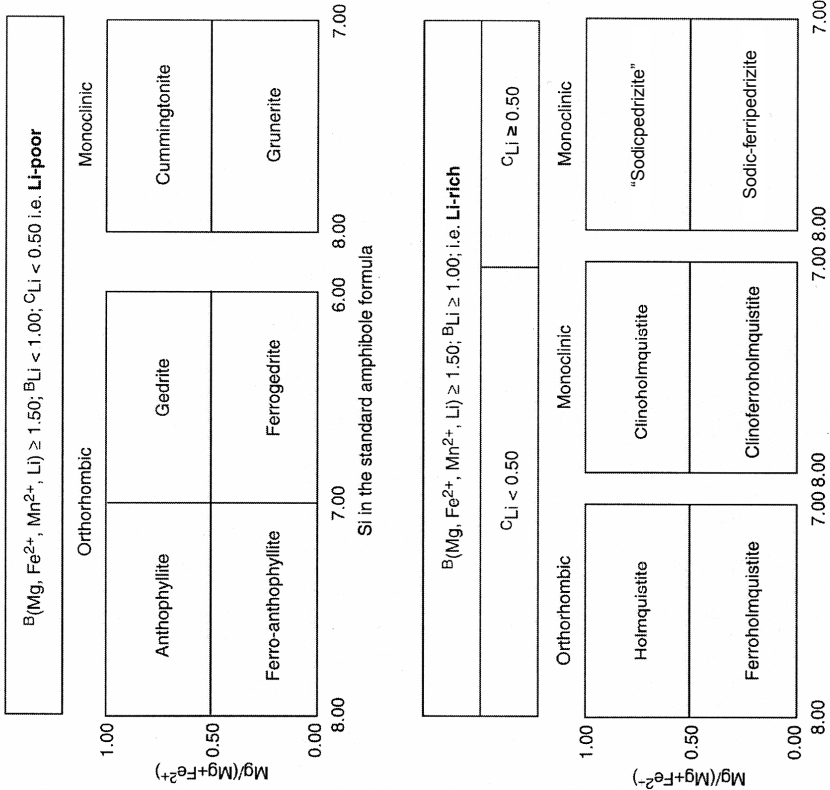 B(Mg, Fe2+, Mn2+, Li) ≥ 1.50; BLi < 1.00; CLi < 0.50 i.e. Li-poor
Orthorhombic
Monoclinic
1.00
0.50
0.00
Mg/(Mg+Fe2+)
Anthophyllite
Gedrite
Cummingtonite
Ferro-anthophyllite
Ferrogedrite
Grunerite
8.00
7.00
6.00
8.00
7.00
Si in the standard amphibole formula
B(Mg, Fe2+, Mn2+, Li) ≥ 1.50; BLi ≥ 1.00; i.e. Li-rich
CLi < 0.50
CLi ≥ 0.50
Orthorhombic
Monoclinic
Monoclinic
1.00
0.50
0.00
Mg/(Mg+Fe2+)
Holmquistite
Clinoholmquistite
"Sodicpedrizite"
Ferroholmquistite
Clinoferroholmquistite
Sodic-ferripedrizite
8.00
7.00 8.00
7.00 8.00
7.00